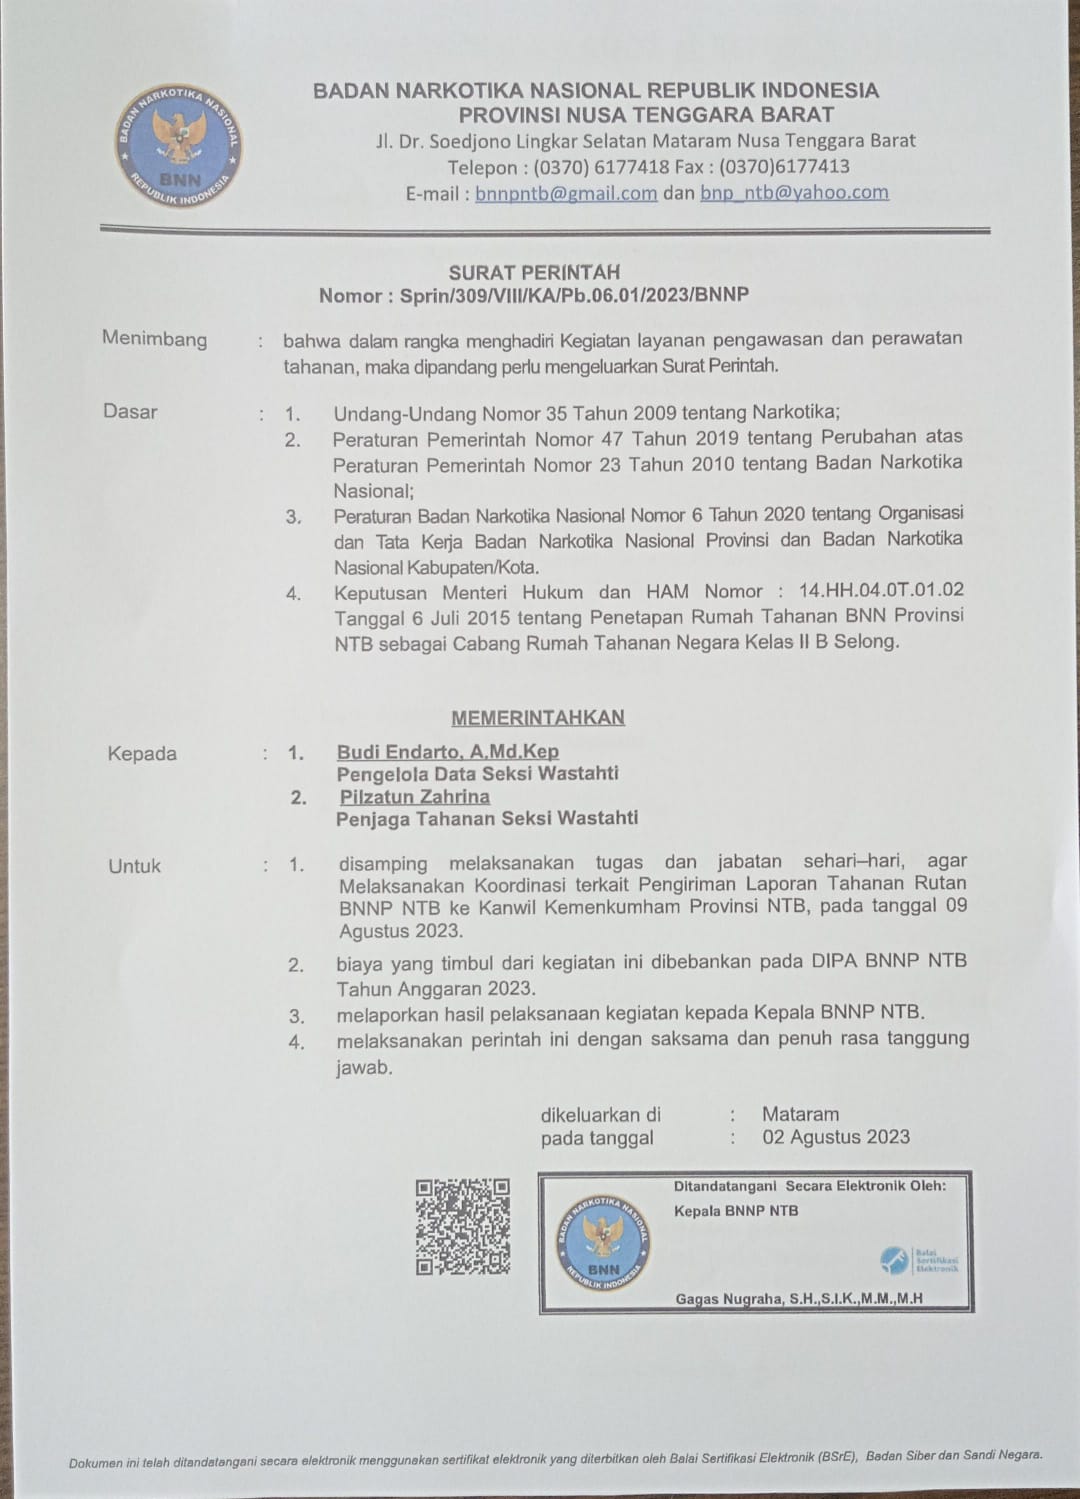 BADAN NARKOTIKA NASIONAL REPUBLIK INDONESIA
PROVINSI NUSA TENGGARA BARAT
Jl. Dr. Soedjono Lingkar Selatan Mataram Nusa Tenggara Barat
Telepon : (0370) 6177418 Fax : (0370)6177413
E-mail : bnnpntb@gmail.com dan bnp_ntb@yahoo.com
BADAN NARKOTIKA NASIONAL
BNN
REPUBLIK INDONESIA
SURAT PERINTAH
Nomor : Sprin/309/VIII/KA/Pb.06.01/2023/BNNP
Menimbang : bahwa dalam rangka menghadiri Kegiatan layanan pengawasan dan perawatan
tahanan, maka dipandang perlu mengeluarkan Surat Perintah.
Dasar : 1. Undang-Undang Nomor 35 Tahun 2009 tentang Narkotika;
2. Peraturan Pemerintah Nomor 47 Tahun 2019 tentang Perubahan atas
Peraturan Pemerintah Nomor 23 Tahun 2010 tentang Badan Narkotika
Nasional;
3. Peraturan Badan Narkotika Nasional Nomor 6 Tahun 2020 tentang Organisasi
dan Tata Kerja Badan Narkotika Nasional Provinsi dan Badan Narkotika
Nasional Kabupaten/Kota.
4. Keputusan Menteri Hukum dan HAM Nomor : 14.HH.04.0T.01.02
Tanggal 6 Juli 2015 tentang Penetapan Rumah Tahanan BNN Provinsi
NTB sebagai Cabang Rumah Tahanan Negara Kelas II B Selong.
MEMERINTAHKAN
Kepada : 1. Budi Endarto, A.Md.Kep
Pengelola Data Seksi Wastahti
2. Pilzatun Zahrina
Penjaga Tahanan Seksi Wastahti
Untuk : 1. disamping melaksanakan tugas dan jabatan sehari–hari, agar
Melaksanakan Koordinasi terkait Pengiriman Laporan Tahanan Rutan
BNNP NTB ke Kanwil Kemenkumham Provinsi NTB, pada tanggal 09
Agustus 2023.
2. biaya yang timbul dari kegiatan ini dibebankan pada DIPA BNNP NTB
Tahun Anggaran 2023.
3. melaporkan hasil pelaksanaan kegiatan kepada Kepala BNNP NTB.
4. melaksanakan perintah ini dengan saksama dan penuh rasa tanggung
jawab.
dikeluarkan di : Mataram
pada tanggal : 02 Agustus 2023
Ditandatangani Secara Elektronik Oleh:
Kepala BNNP NTB
BADAN NARKOTIKA NASIONAL
BNN
REPUBLIK INDONESIA
Balai
Sertifikasi
Elektronik
Gagas Nugraha, S.H.,S.I.K.,M.M.,M.H
Dokumen ini telah ditandatangani secara elektronik menggunakan sertifikat elektronik yang diterbitkan oleh Balai Sertifikasi Elektronik (BSrE), Badan Siber dan Sandi Negara.